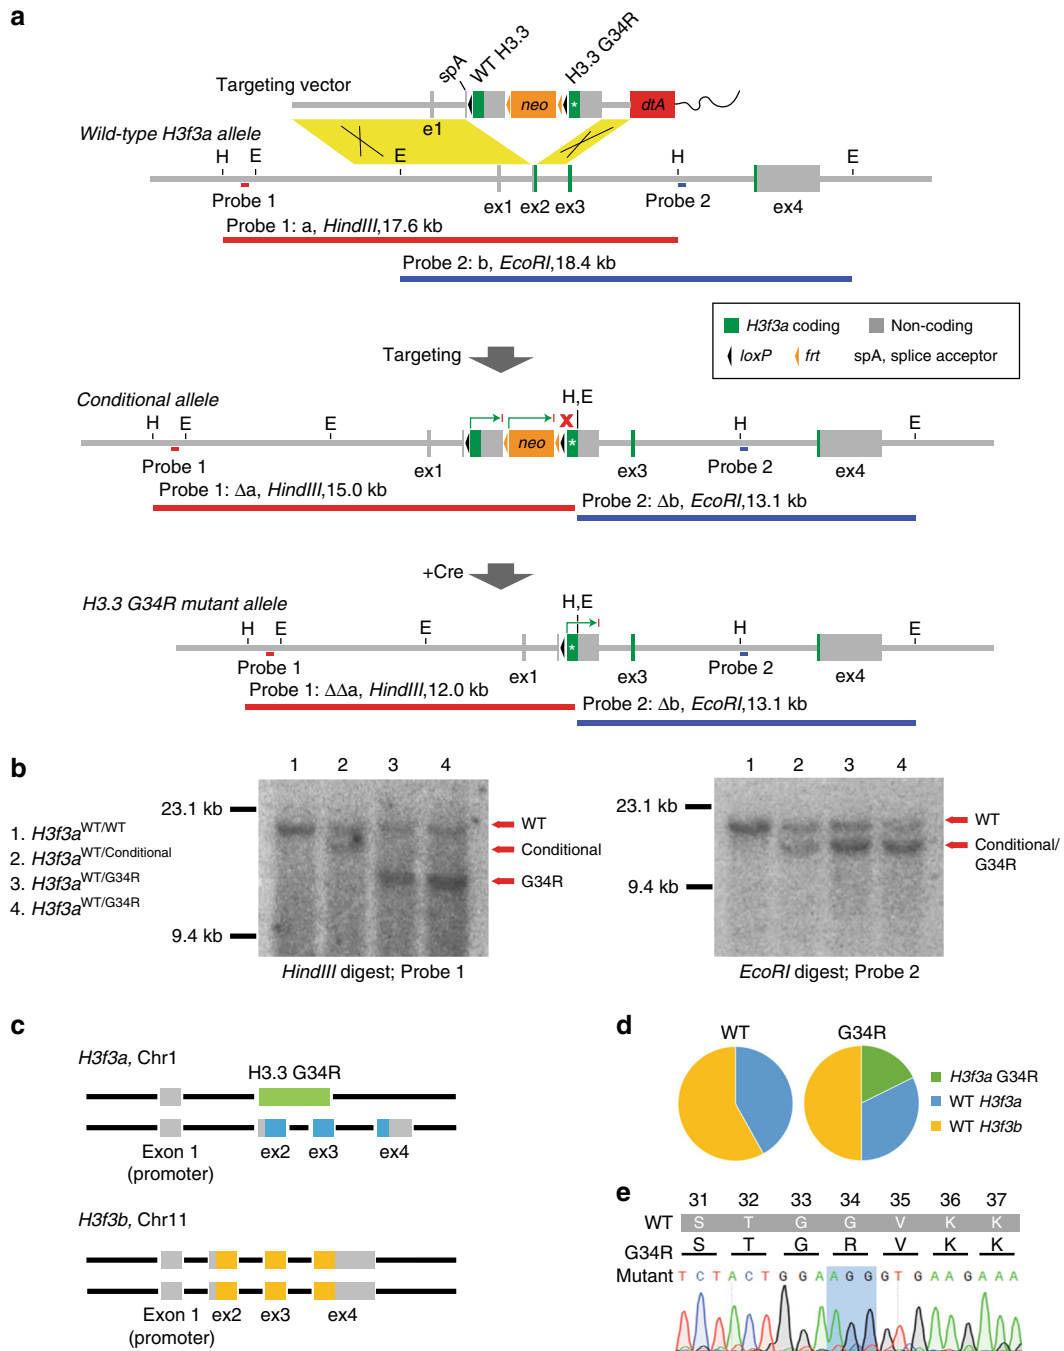 a
Targeting vector
spA
WT H3.3
H3.3 G34R
neo
*
dtA
e1
Wild-type H3f3a allele
H E E H E
Probe 1
ex1 ex2 ex3
Probe 2
ex4
Probe 1: a, HindIII,17.6 kb
Probe 2: b, EcoRI,18.4 kb
H3f3a coding
Non-coding
loxP
frt
spA, splice acceptor
Targeting
Conditional allele
H E E H,E H E
X
neo
*
Probe 1
ex1
ex3
Probe 2
ex4
Probe 1: Δa, HindIII,15.0 kb
Probe 2: Δb, EcoRI,13.1 kb
+Cre
H3.3 G34R mutant allele
H E E H,E H E
*
Probe 1
ex1
ex3
Probe 2
ex4
Probe 1: ΔΔa, HindIII,12.0 kb
Probe 2: Δb, EcoRI,13.1 kb
b
1. H3f3a WT/WT
2. H3f3a WT/Conditional
3. H3f3a WT/G34R
4. H3f3a WT/G34R
1 2 3 4
23.1 kb
9.4 kb
WT
Conditional
G34R
HindIII digest; Probe 1
1 2 3 4
23.1 kb
9.4 kb
WT
Conditional/
G34R
EcoRI digest; Probe 2
c
H3f3a, Chr1
H3.3 G34R
Exon 1
(promoter)
ex2 ex3 ex4
H3f3b, Chr11
Exon 1
(promoter)
ex2 ex3 ex4
d
WT
G34R
H3f3a G34R
WT H3f3a
WT H3f3b
e
31 32 33 34 35 36 37
WT S T G G V K K
G34R S T G R V K K
Mutant T C T A C T G G A A G G G T G A A G A A A